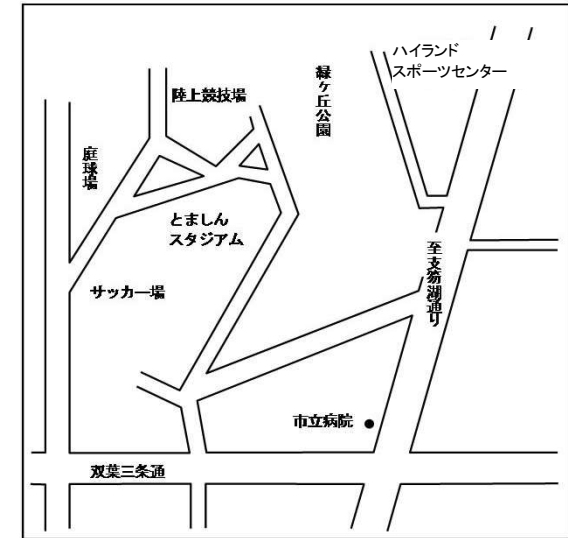 ハイランド
スポーツセンター
陸上競技場
緑ヶ丘公園
庭球場
とましん
スタジアム
至支笏湖通り
サッカー場
市立病院
双葉三条通